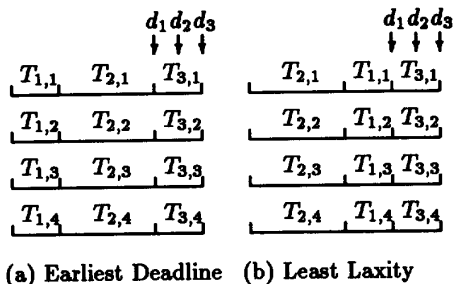 d1 d2 d3 d1 d2 d3
T1,1 T2,1 T3,1 T2,1 T1,1 T3,1
T1,2 T2,2 T3,2 T2,2 T1,2 T3,2
T1,3 T2,3 T3,3 T2,3 T1,3 T3,3
T1,4 T2,4 T3,4 T2,4 T1,4 T3,4
(a) Earliest Deadline (b) Least Laxity